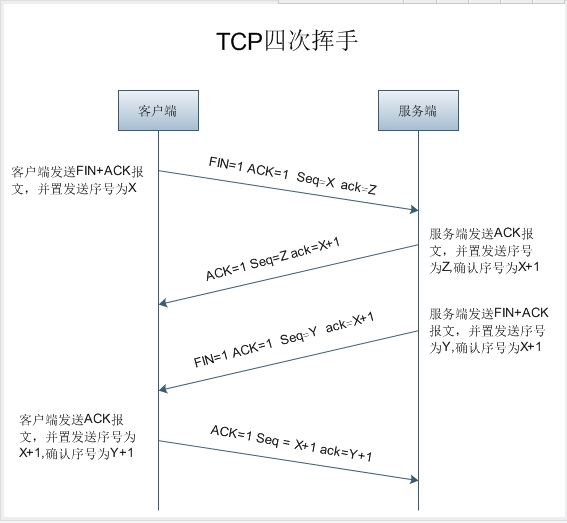 TCP四次挥手
客户端
服务端
FIN=1 ACK=1 Seq=X ack=Z
客户端发送FIN+ACK报
文，并置发送序号为X
服务端发送ACK报
文，并置发送序号
为Z,确认序号为X+1
ACK=1 Seq=Z ack=X+1
服务端发送FIN+ACK
报文，并置发送序号
为Y,确认序号为X+1
FIN=1 ACK=1 Seq=Y ack=X+1
客户端发送ACK报
文，并置发送序号为
X+1,确认序号为Y+1
ACK=1 Seq = X+1 ack=Y+1